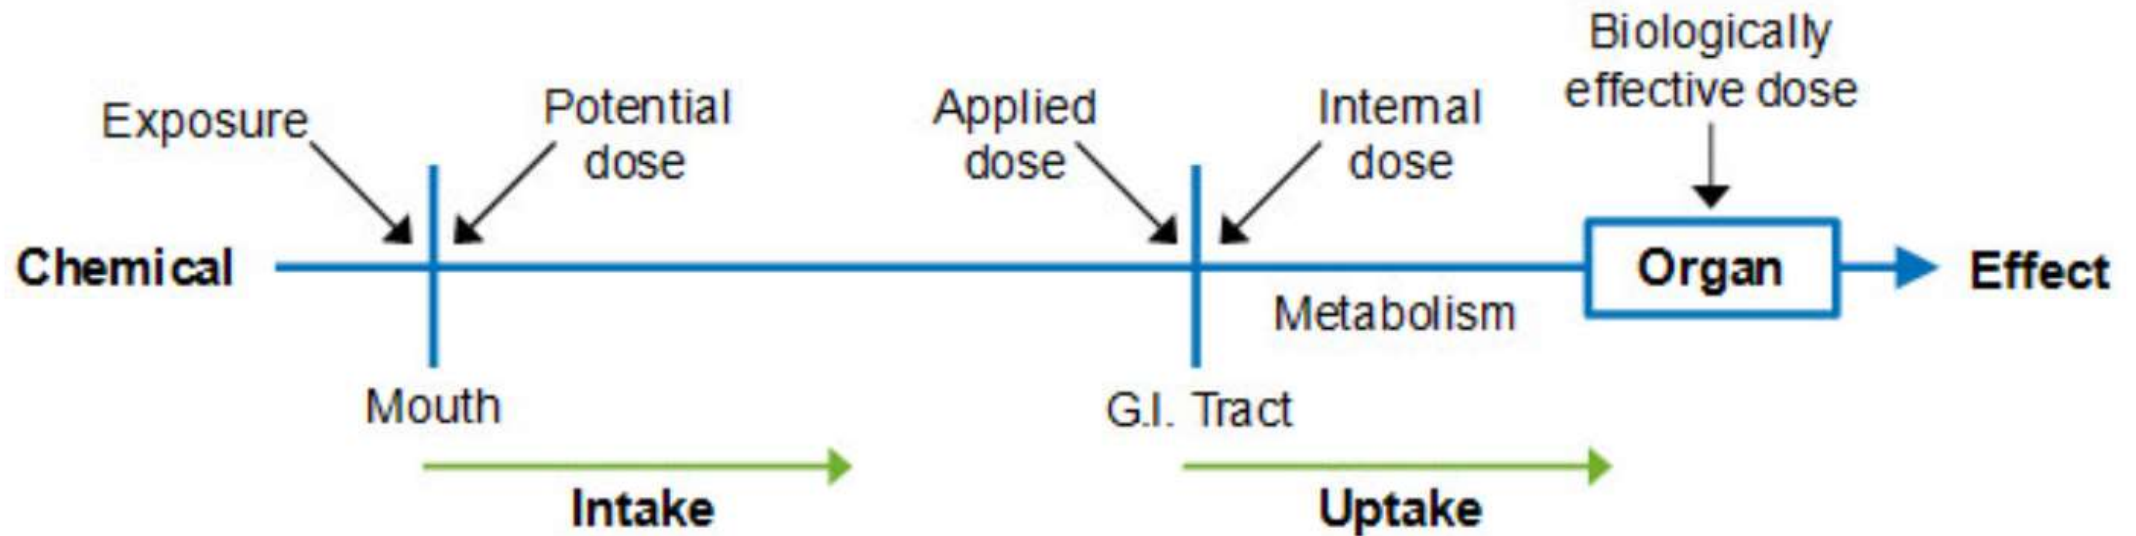 Biologically
effective dose
Exposure
Potential
dose
Applied
dose
Internal
dose
Chemical
Organ
Effect
Metabolism
Mouth
G.I. Tract
Intake
Uptake